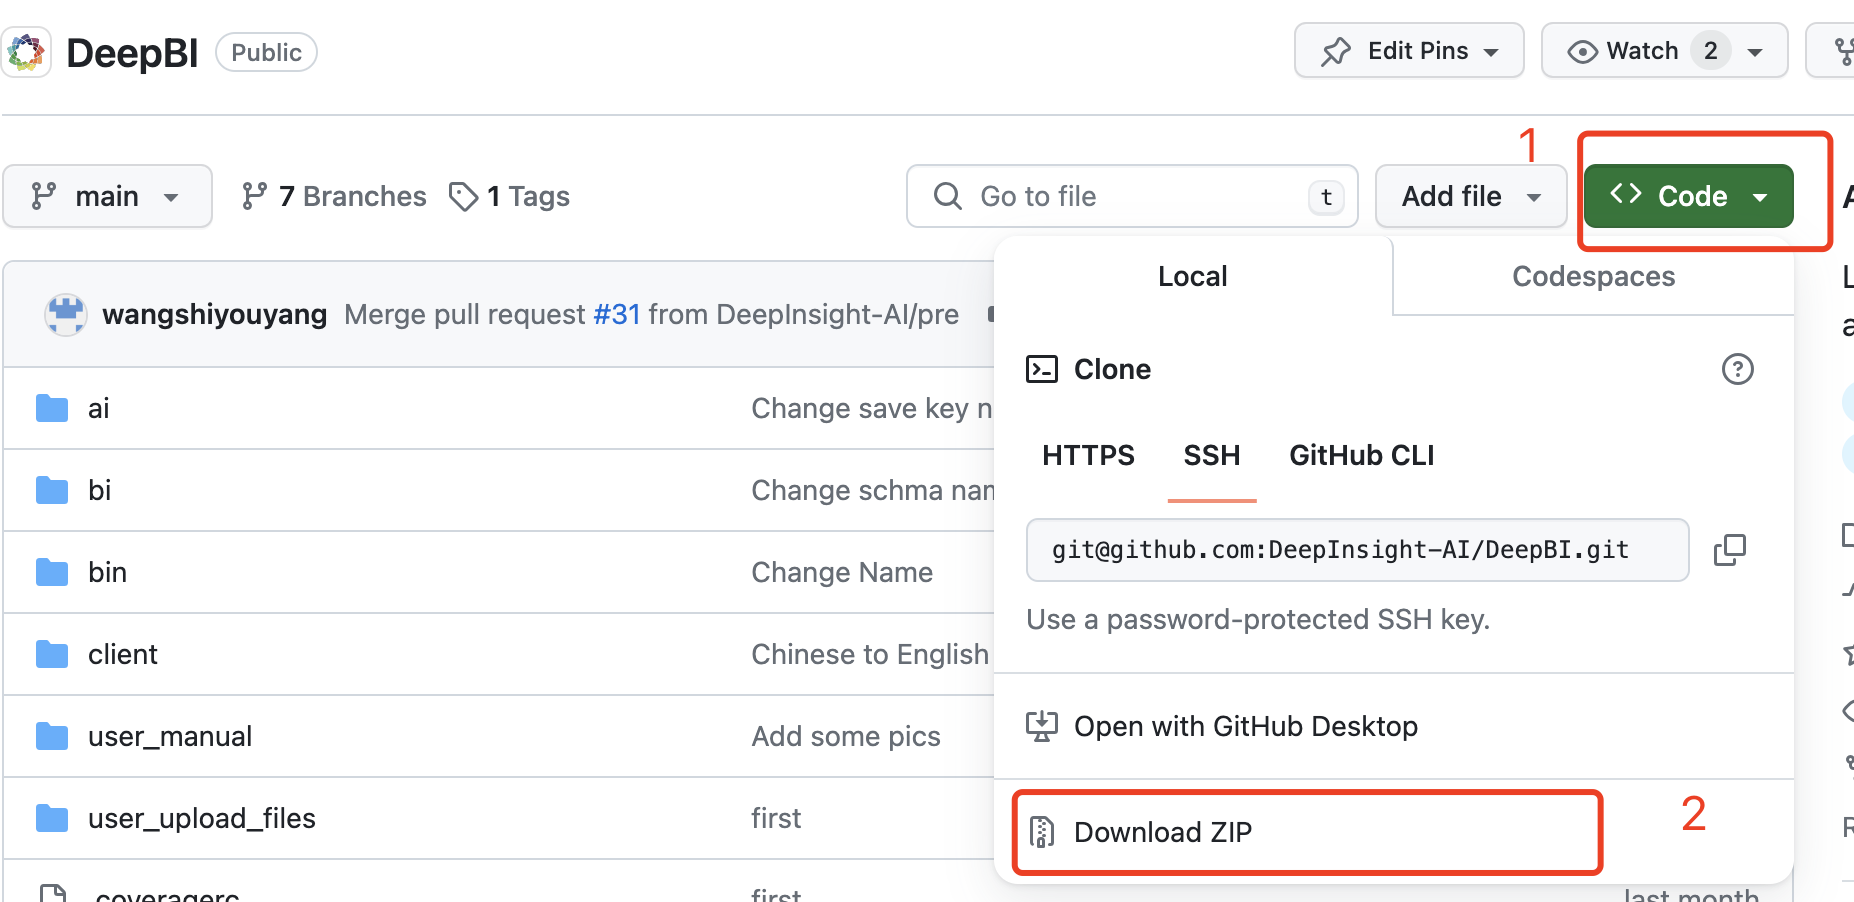 DeepBI Public
Edit Pins Watch 2
1
main 7 Branches 1 Tags Go to file t Add file <> Code
Local Codespaces
wangshiyouyang Merge pull request #31 from DeepInsight-AI/pre
Clone
ai Change save key n
HTTPS SSH GitHub CLI
bi Change schma nam
git@github.com:DeepInsight-AI/DeepBI.git
bin Change Name
Use a password-protected SSH key.
client Chinese to English
user_manual Add some pics
Open with GitHub Desktop
user_upload_files first
2
Download ZIP
.coveragerc first last month